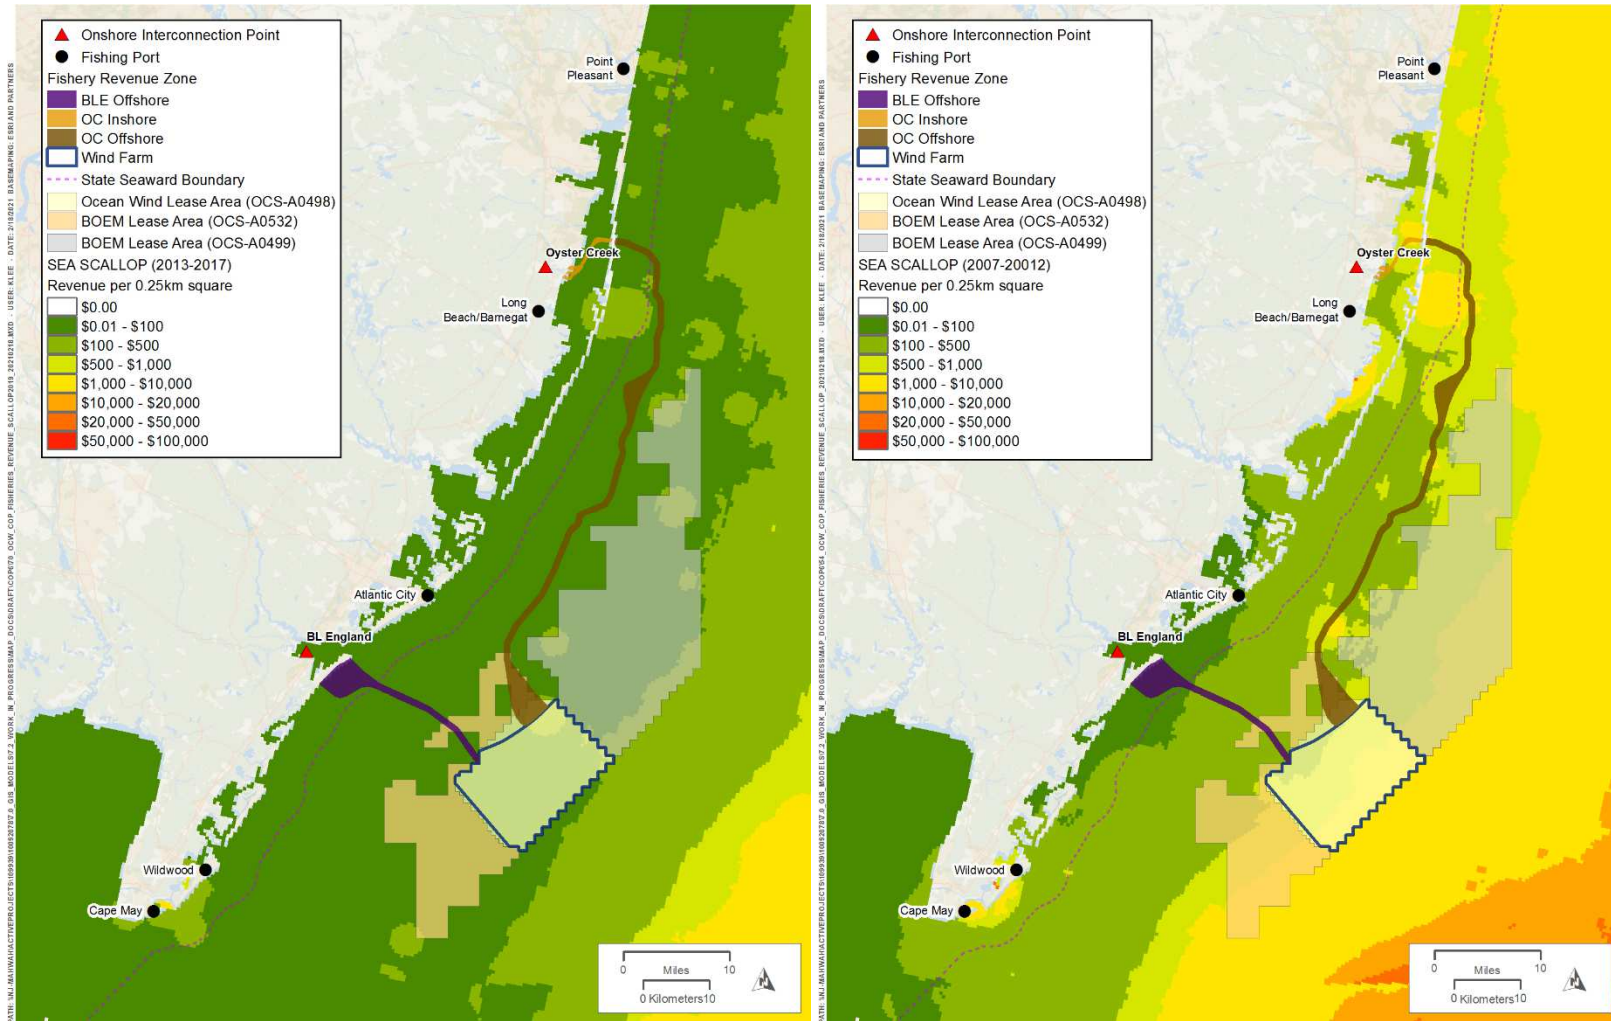 Onshore Interconnection Point
Fishing Port
Fishery Revenue Zone
BLE Offshore
OC Inshore
OC Offshore
Wind Farm
State Seaward Boundary
Ocean Wind Lease Area (OCS-A0498)
BOEM Lease Area (OCS-A0532)
BOEM Lease Area (OCS-A0499)
SEA SCALLOP (2013-2017)
Revenue per 0.25km square
$0.00
$0.01 - $100
$100 - $500
$500 - $1,000
$1,000 - $10,000
$10,000 - $20,000
$20,000 - $50,000
$50,000 - $100,000
Point
Pleasant
Oyster Creek
Long
Beach/Barnegat
Atlantic City
BL England
Wildwood
Cape May
0 Miles 10
0 Kilometers 10
N
Onshore Interconnection Point
Fishing Port
Fishery Revenue Zone
BLE Offshore
OC Inshore
OC Offshore
Wind Farm
State Seaward Boundary
Ocean Wind Lease Area (OCS-A0498)
BOEM Lease Area (OCS-A0532)
BOEM Lease Area (OCS-A0499)
SEA SCALLOP (2007-20012)
Revenue per 0.25km square
$0.00
$0.01 - $100
$100 - $500
$500 - $1,000
$1,000 - $10,000
$10,000 - $20,000
$20,000 - $50,000
$50,000 - $100,000
Point
Pleasant
Oyster Creek
Long
Beach/Barnegat
Atlantic City
BL England
Wildwood
Cape May
0 Miles 10
0 Kilometers 10
N